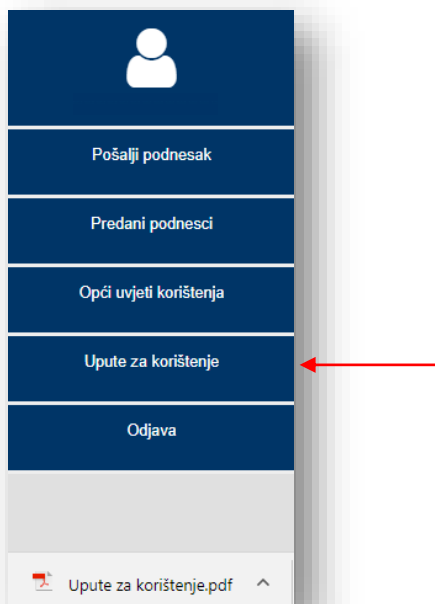 Pošalji podnesak
Predani podnesci
Opći uvjeti korištenja
Upute za korištenje
Odjava
Upute za korištenje.pdf